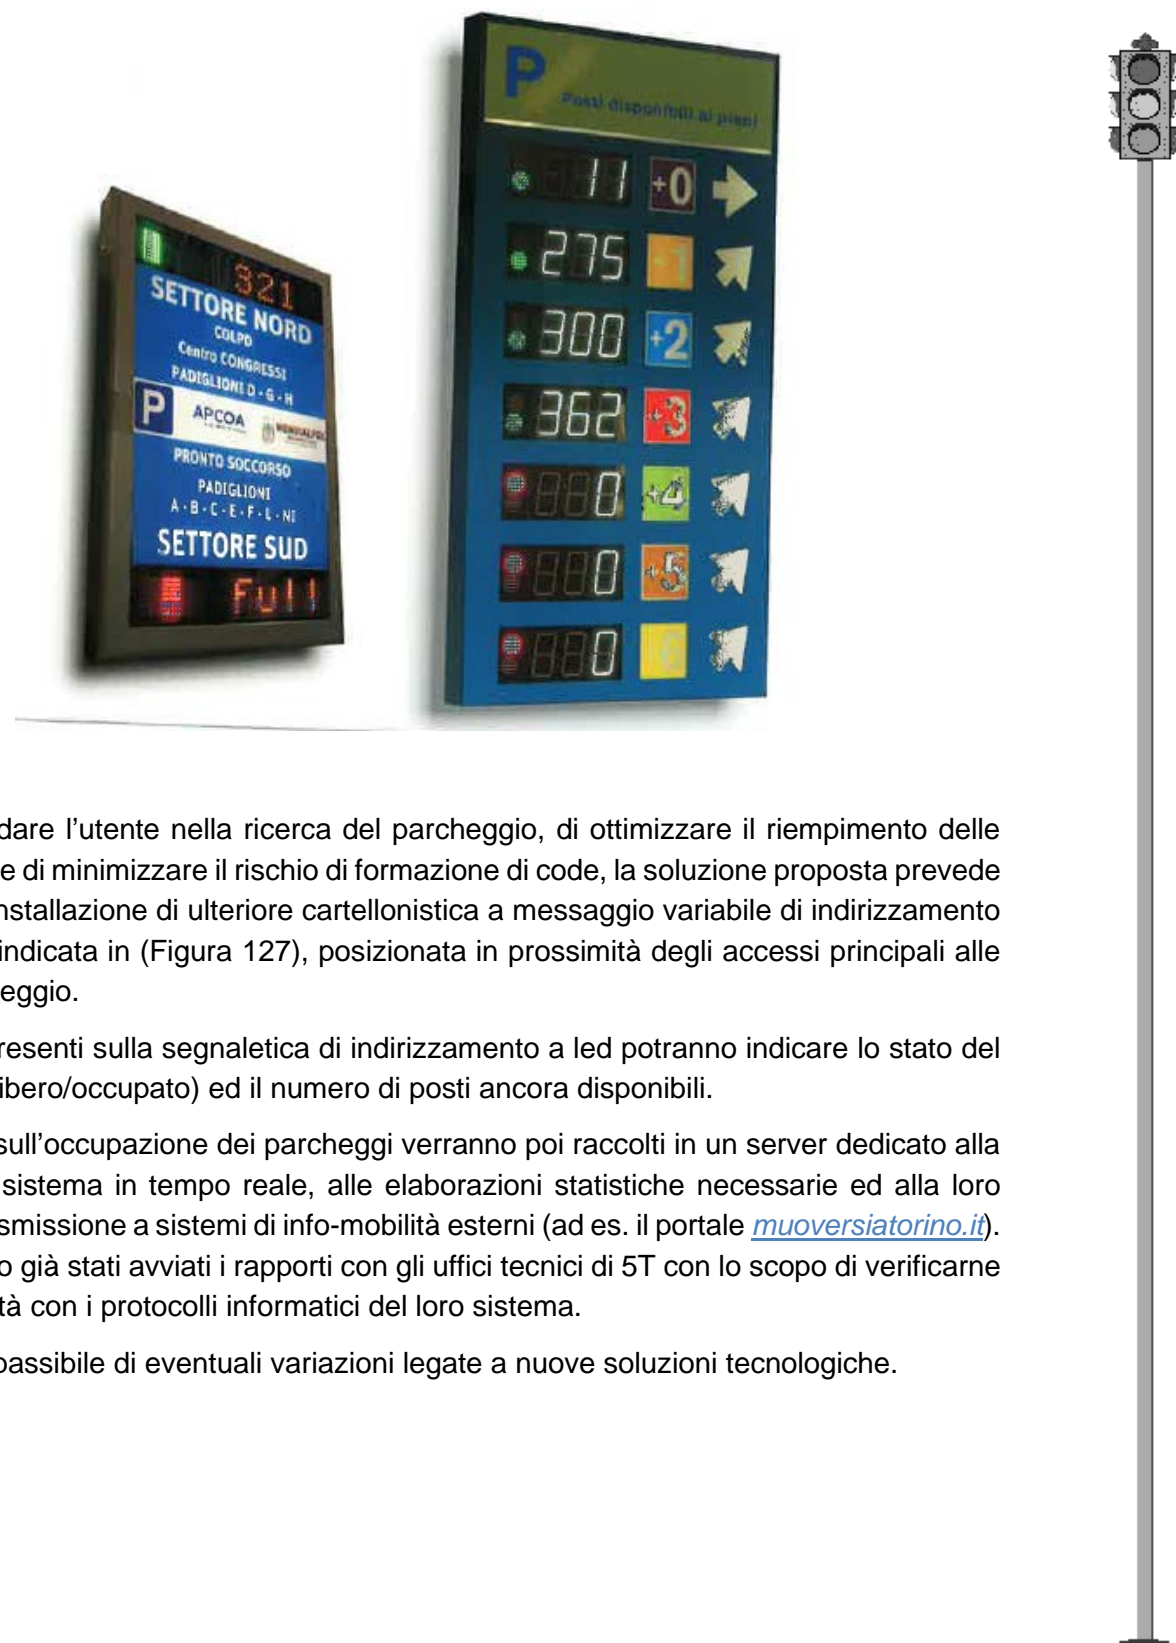 321
SETTORE NORD
COLPD
Centro CONGRESSI
PADIGLIONI D - G - H
P APCOA
PRONTO SOCCORSO
PADIGLIONI
A - B - C - E - F - L - NI
SETTORE SUD
Full
P
Posti disponibili ai piani
11 +0
275 -1
300 +2
362 +3
0 +4
0 +5
0 6
dare l’utente nella ricerca del parcheggio, di ottimizzare il riempimento delle
e di minimizzare il rischio di formazione di code, la soluzione proposta prevede
nstallazione di ulteriore cartellonistica a messaggio variabile di indirizzamento
indicata in (Figura 127), posizionata in prossimità degli accessi principali alle
eggio.
resenti sulla segnaletica di indirizzamento a led potranno indicare lo stato del
ibero/occupato) ed il numero di posti ancora disponibili.
sull’occupazione dei parcheggi verranno poi raccolti in un server dedicato alla
sistema in tempo reale, alle elaborazioni statistiche necessarie ed alla loro
smissione a sistemi di info-mobilità esterni (ad es. il portale muoversiatorino.it).
o già stati avviati i rapporti con gli uffici tecnici di 5T con lo scopo di verificarne
tà con i protocolli informatici del loro sistema.
passibile di eventuali variazioni legate a nuove soluzioni tecnologiche.